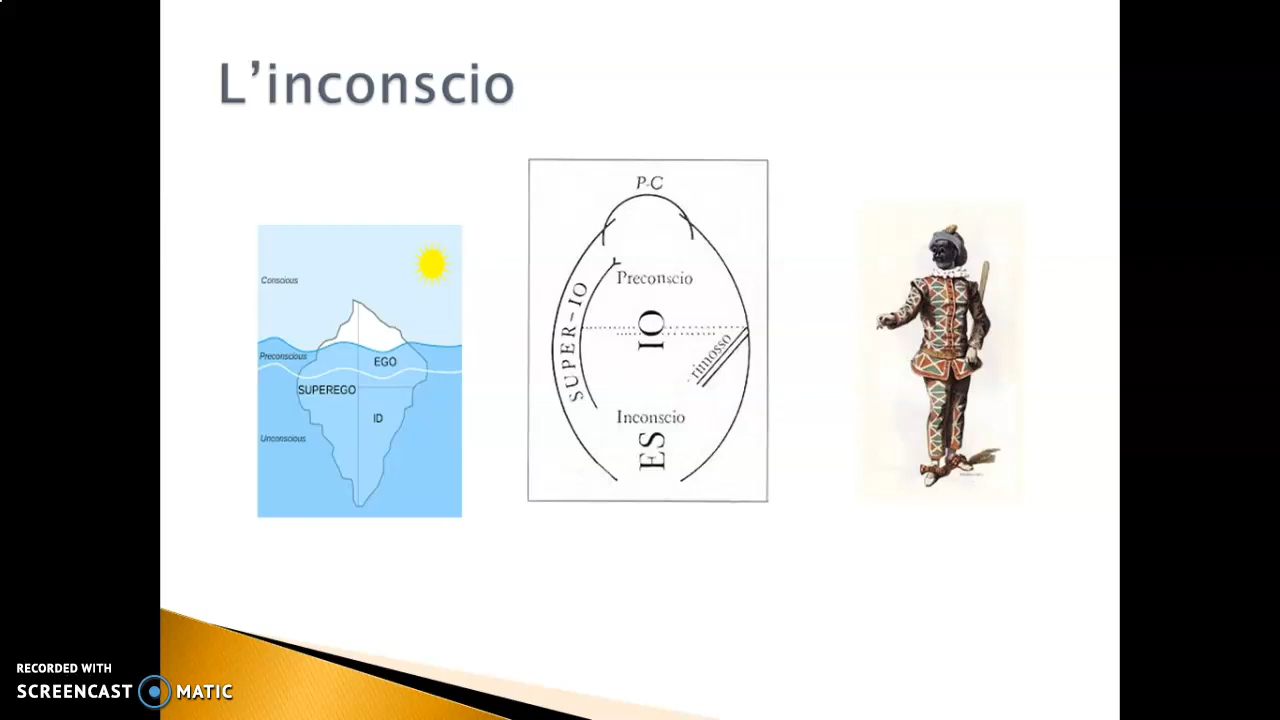 L’inconscio
Conscious
Preconscious
EGO
SUPEREGO
ID
Unconscious
P-C
Preconscio
SUPER-IO
IO
rimosso
Inconscio
ES
RECORDED WITH
SCREENCAST MATIC